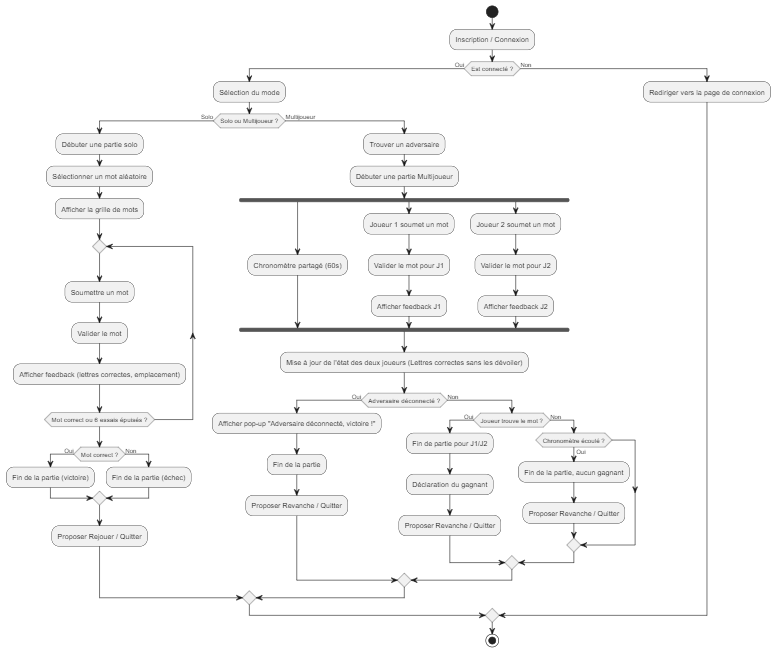 Inscription / Connexion
Est connecté ?
Oui
Non
Sélection du mode
Rediriger vers la page de connexion
Solo ou Multijoueur ?
Solo
Multijoueur
Débuter une partie solo
Trouver un adversaire
Sélectionner un mot aléatoire
Débuter une partie Multijoueur
Afficher la grille de mots
Joueur 1 soumet un mot
Joueur 2 soumet un mot
Chronomètre partagé (60s)
Valider le mot pour J1
Valider le mot pour J2
Soumettre un mot
Afficher feedback J1
Afficher feedback J2
Valider le mot
Mise à jour de l'état des deux joueurs (Lettres correctes sans les dévoiler)
Afficher feedback (lettres correctes, emplacement)
Adversaire déconnecté ?
Oui
Non
Mot correct ou 6 essais épuisés ?
Afficher pop-up "Adversaire déconnecté, victoire !"
Joueur trouve le mot ?
Oui
Non
Fin de partie pour J1/J2
Chronomètre écoulé ?
Oui
Mot correct ?
Oui
Non
Fin de la partie
Fin de la partie, aucun gagnant
Fin de la partie (victoire)
Fin de la partie (échec)
Déclaration du gagnant
Proposer Revanche / Quitter
Proposer Revanche / Quitter
Proposer Revanche / Quitter
Proposer Rejouer / Quitter